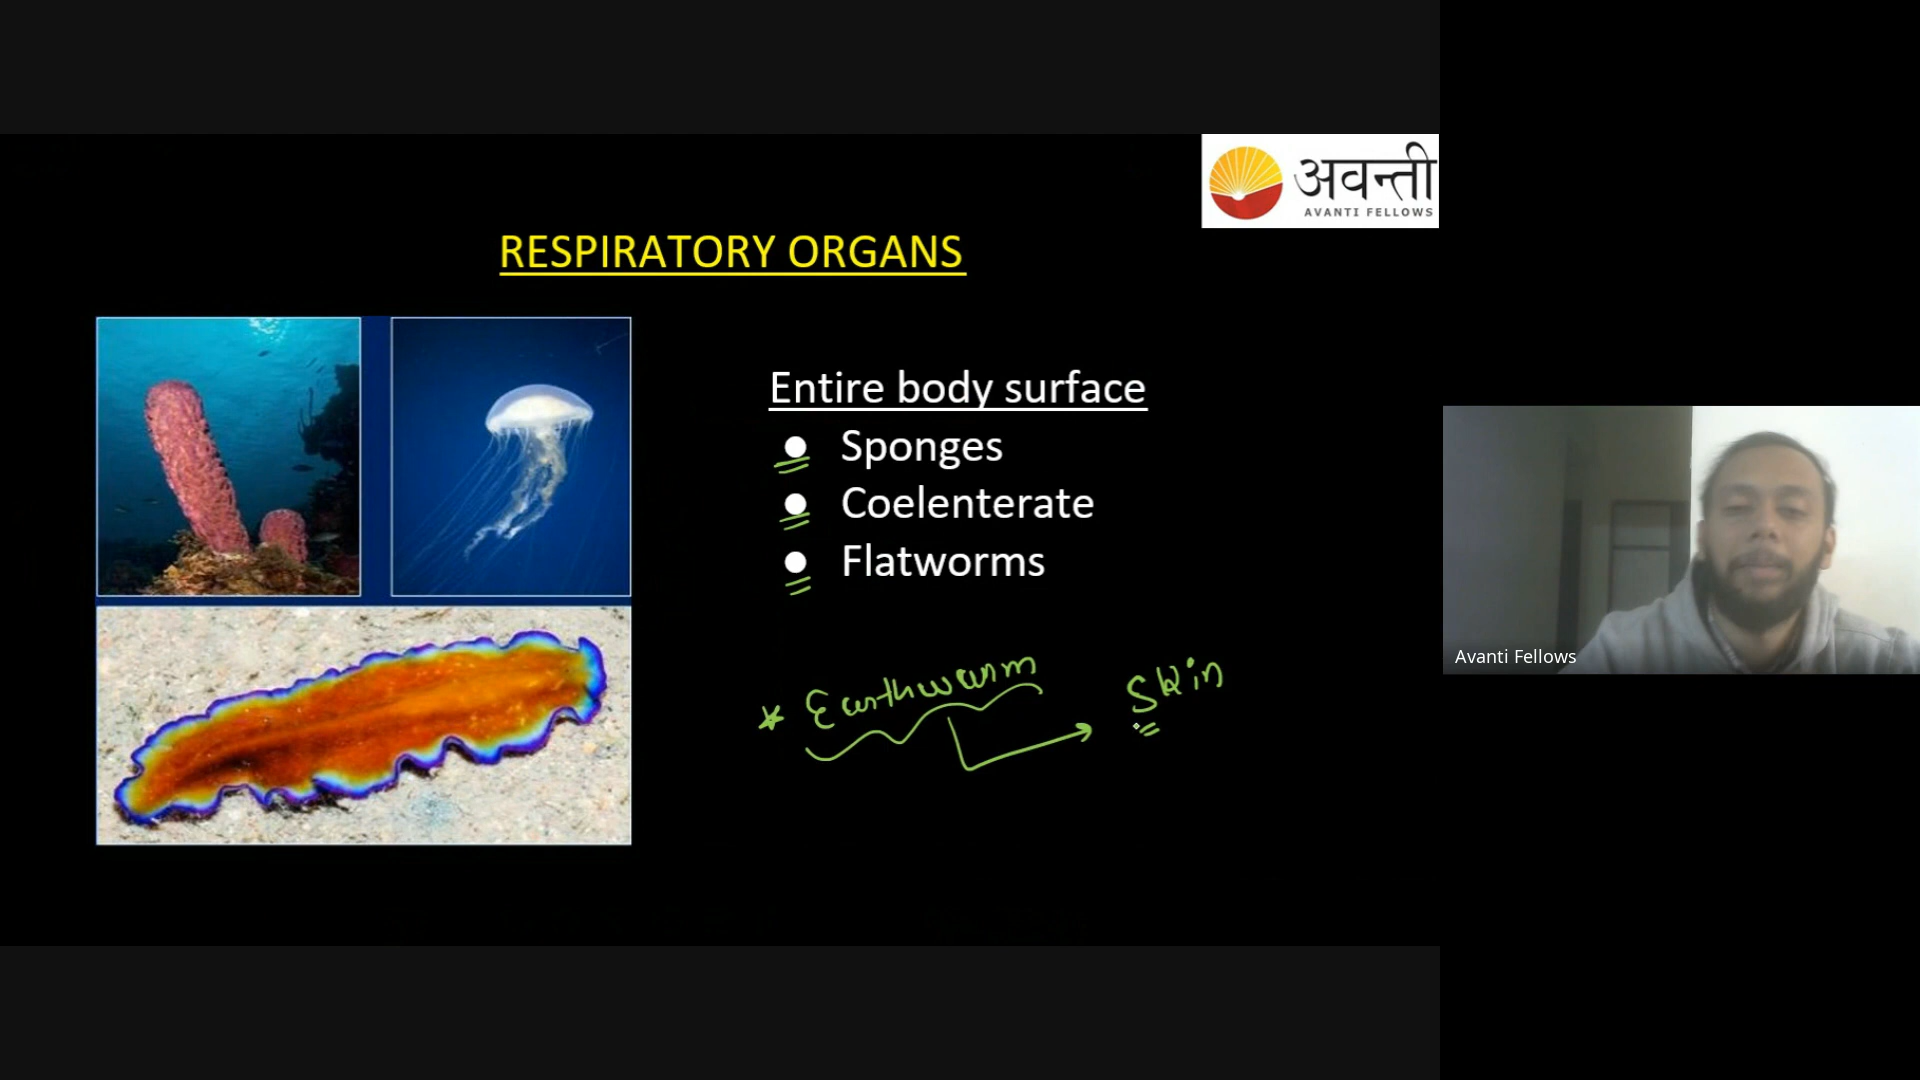 अवन्ती
AVANTI FELLOWS
RESPIRATORY ORGANS
Entire body surface
● Sponges
● Coelenterate
● Flatworms
* Earthworm → Skin
Avanti Fellows